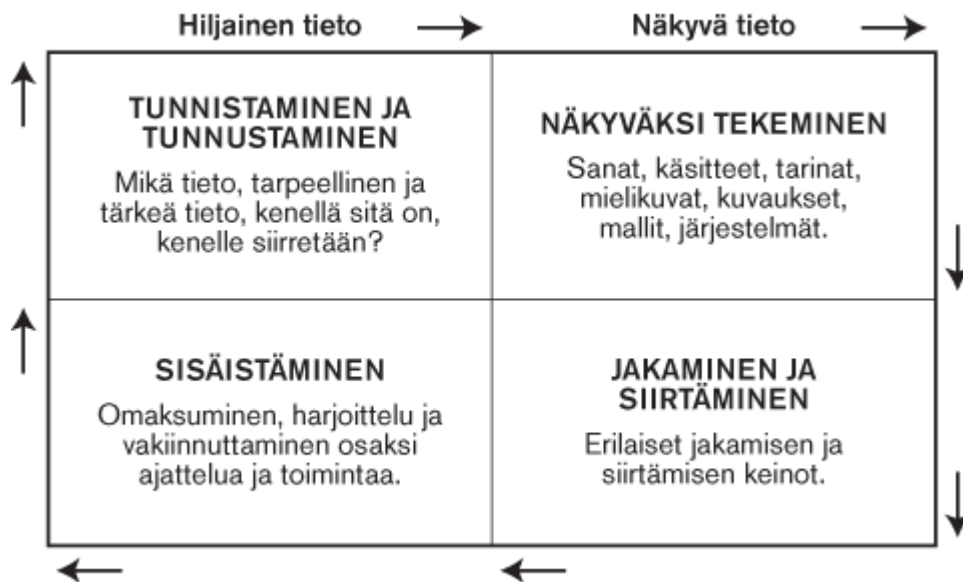 Hiljainen tieto
Näkyvä tieto
TUNNISTAMINEN JA
TUNNUSTAMINEN
Mikä tieto, tarpeellinen ja
tärkeä tieto, kenellä sitä on,
kenelle siirretään?
NÄKYVÄKSI TEKEMINEN
Sanat, käsitteet, tarinat,
mielikuvat, kuvaukset,
mallit, järjestelmät.
SISÄISTÄMINEN
Omaksuminen, harjoittelu ja
vakiinnuttaminen osaksi
ajattelua ja toimintaa.
JAKAMINEN JA
SIIRTÄMINEN
Erilaiset jakamisen ja
siirtämisen keinot.